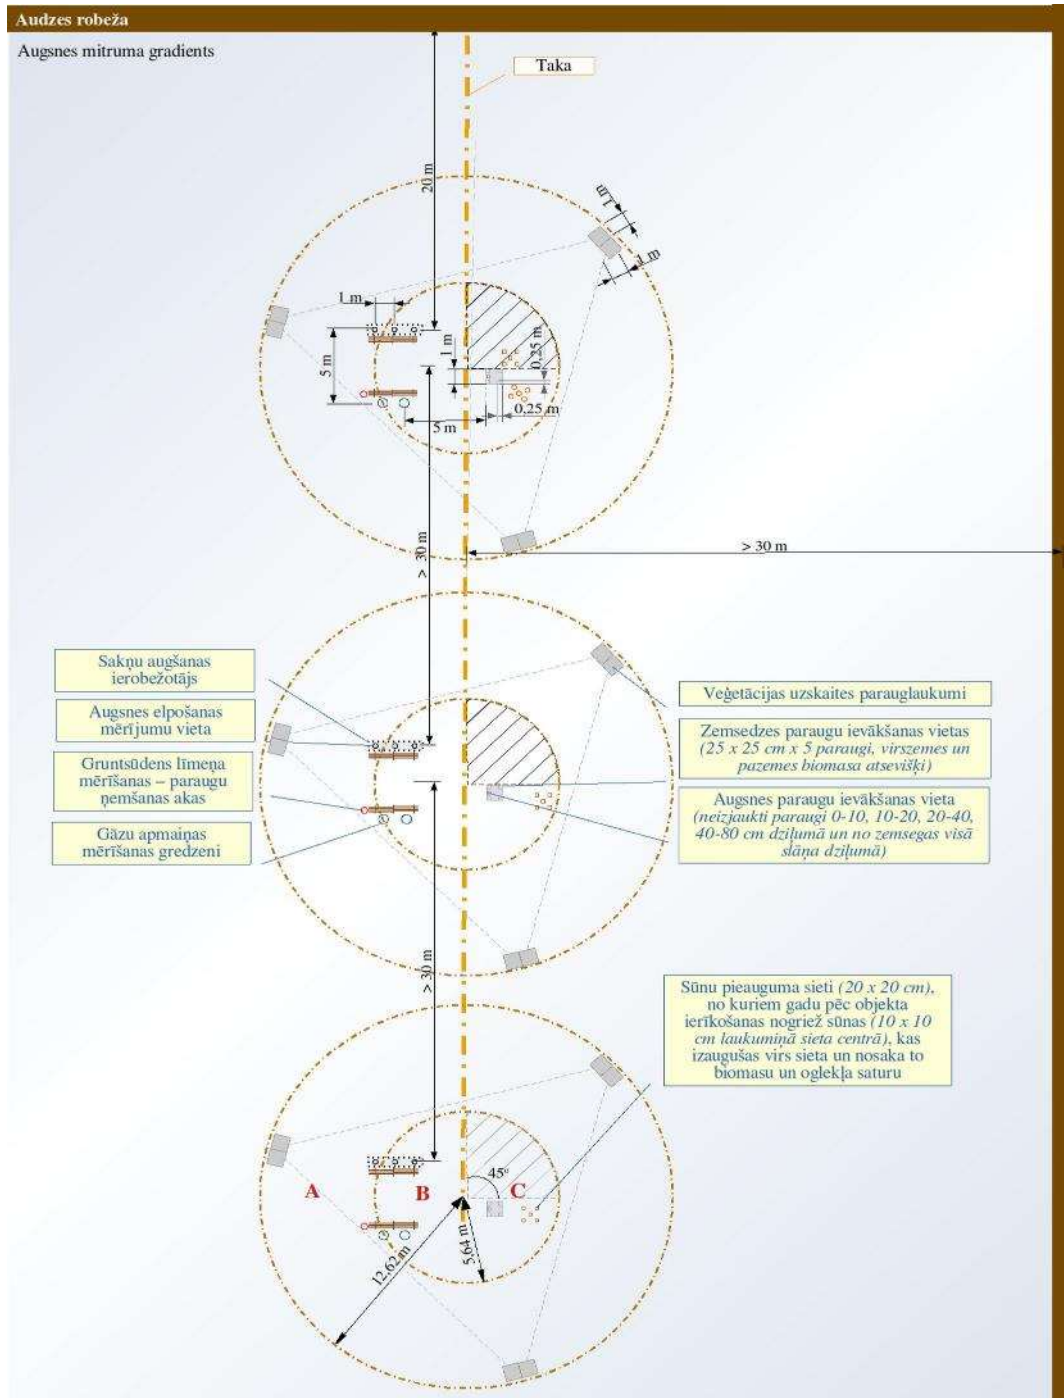 Audzes robeža
Augsnes mitruma gradients
Taka
20 m
1 m
1 m
1 m
5 m
1 m
0,25 m
0,25 m
5 m
> 30 m
> 30 m
Sakņu augšanas
ierobežotājs
Augsnes elpošanas
mērījumu vieta
Gruntsūdens līmeņa
mērīšanas – paraugu
ņemšanas akas
Gāzu apmaiņas
mērīšanas gredzeni
Veģetācijas uzskaites parauglaukumi
Zemsedzes paraugu ievākšanas vietas
(25 x 25 cm x 5 paraugi, virszemes un
pazemes biomasa atsevišķi)
Augsnes paraugu ievākšanas vieta
(neizjaukti paraugi 0-10, 10-20, 20-40,
40-80 cm dziļumā un no zemsegas visā
slāņa dziļumā)
> 30 m
Sūnu pieauguma sieti (20 x 20 cm),
no kuriem gadu pēc objekta
ierīkošanas nogriež sūnas (10 x 10
cm laukumiņā sieta centrā), kas
izaugušas virs sieta un nosaka to
biomasu un oglekļa saturu
45°
A
B
C
12,62 m
5,64 m